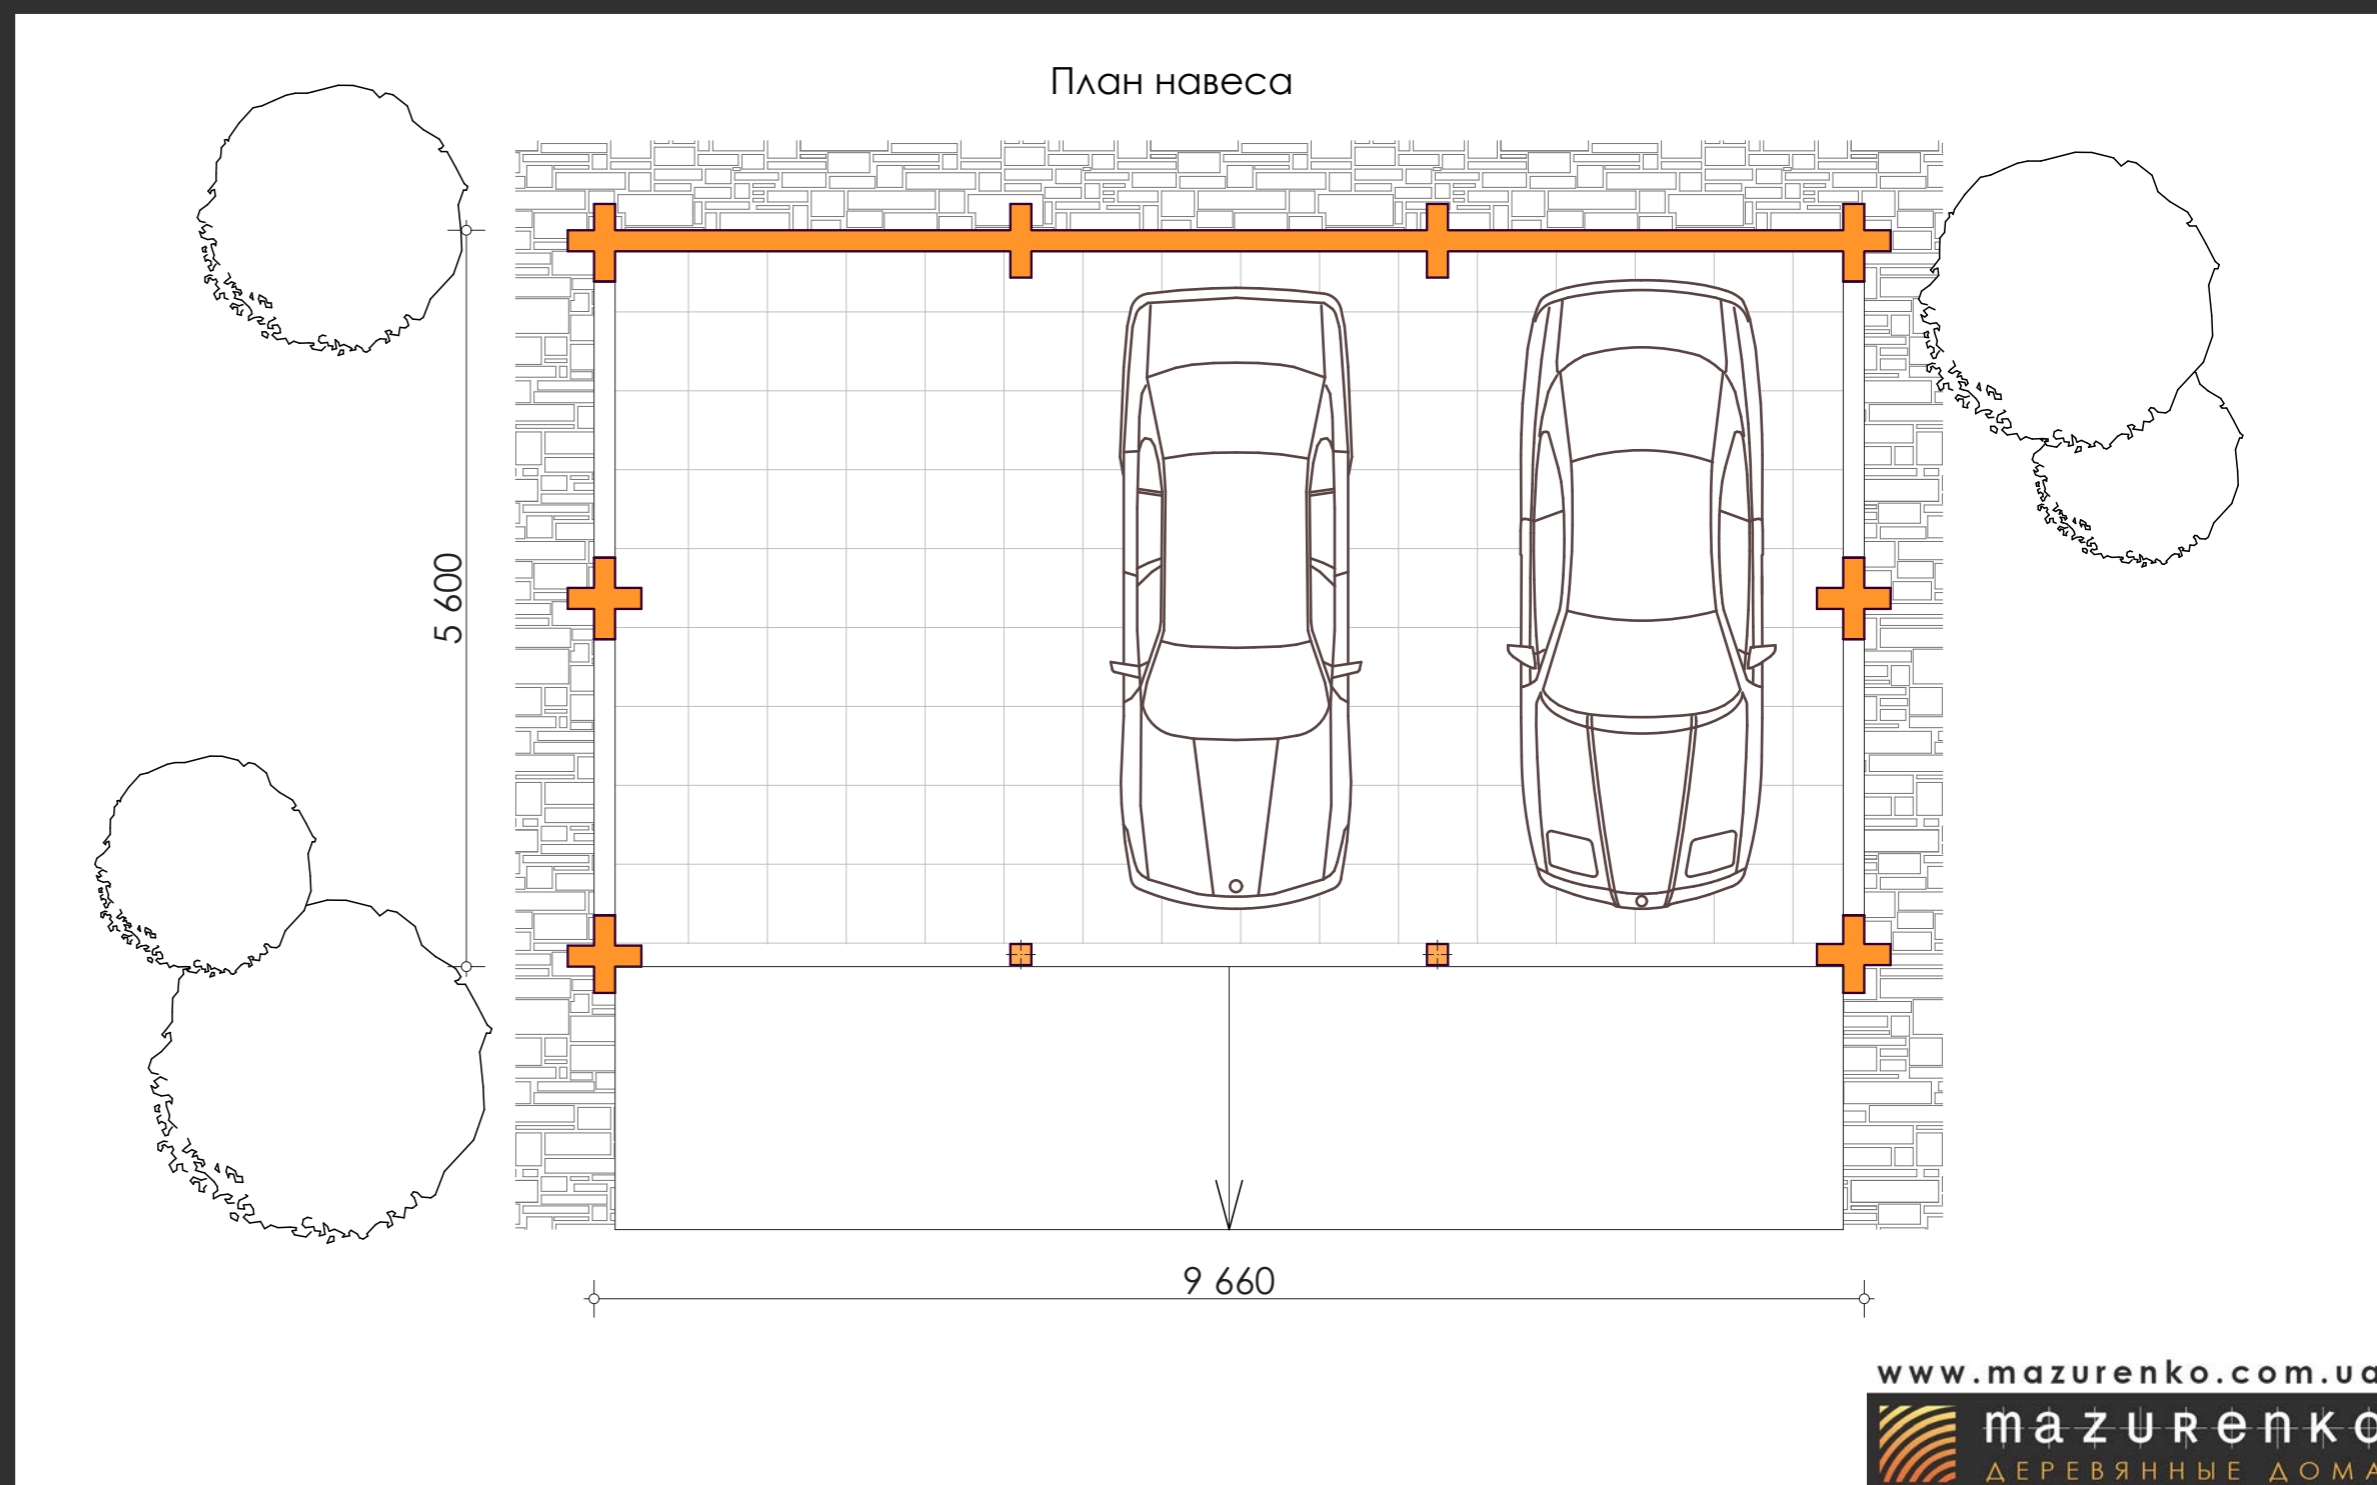 План навеса
5 600
9 660
www.mazurenko.com.ua
mazurenko
ДЕРЕВЯННЫЕ ДОМА